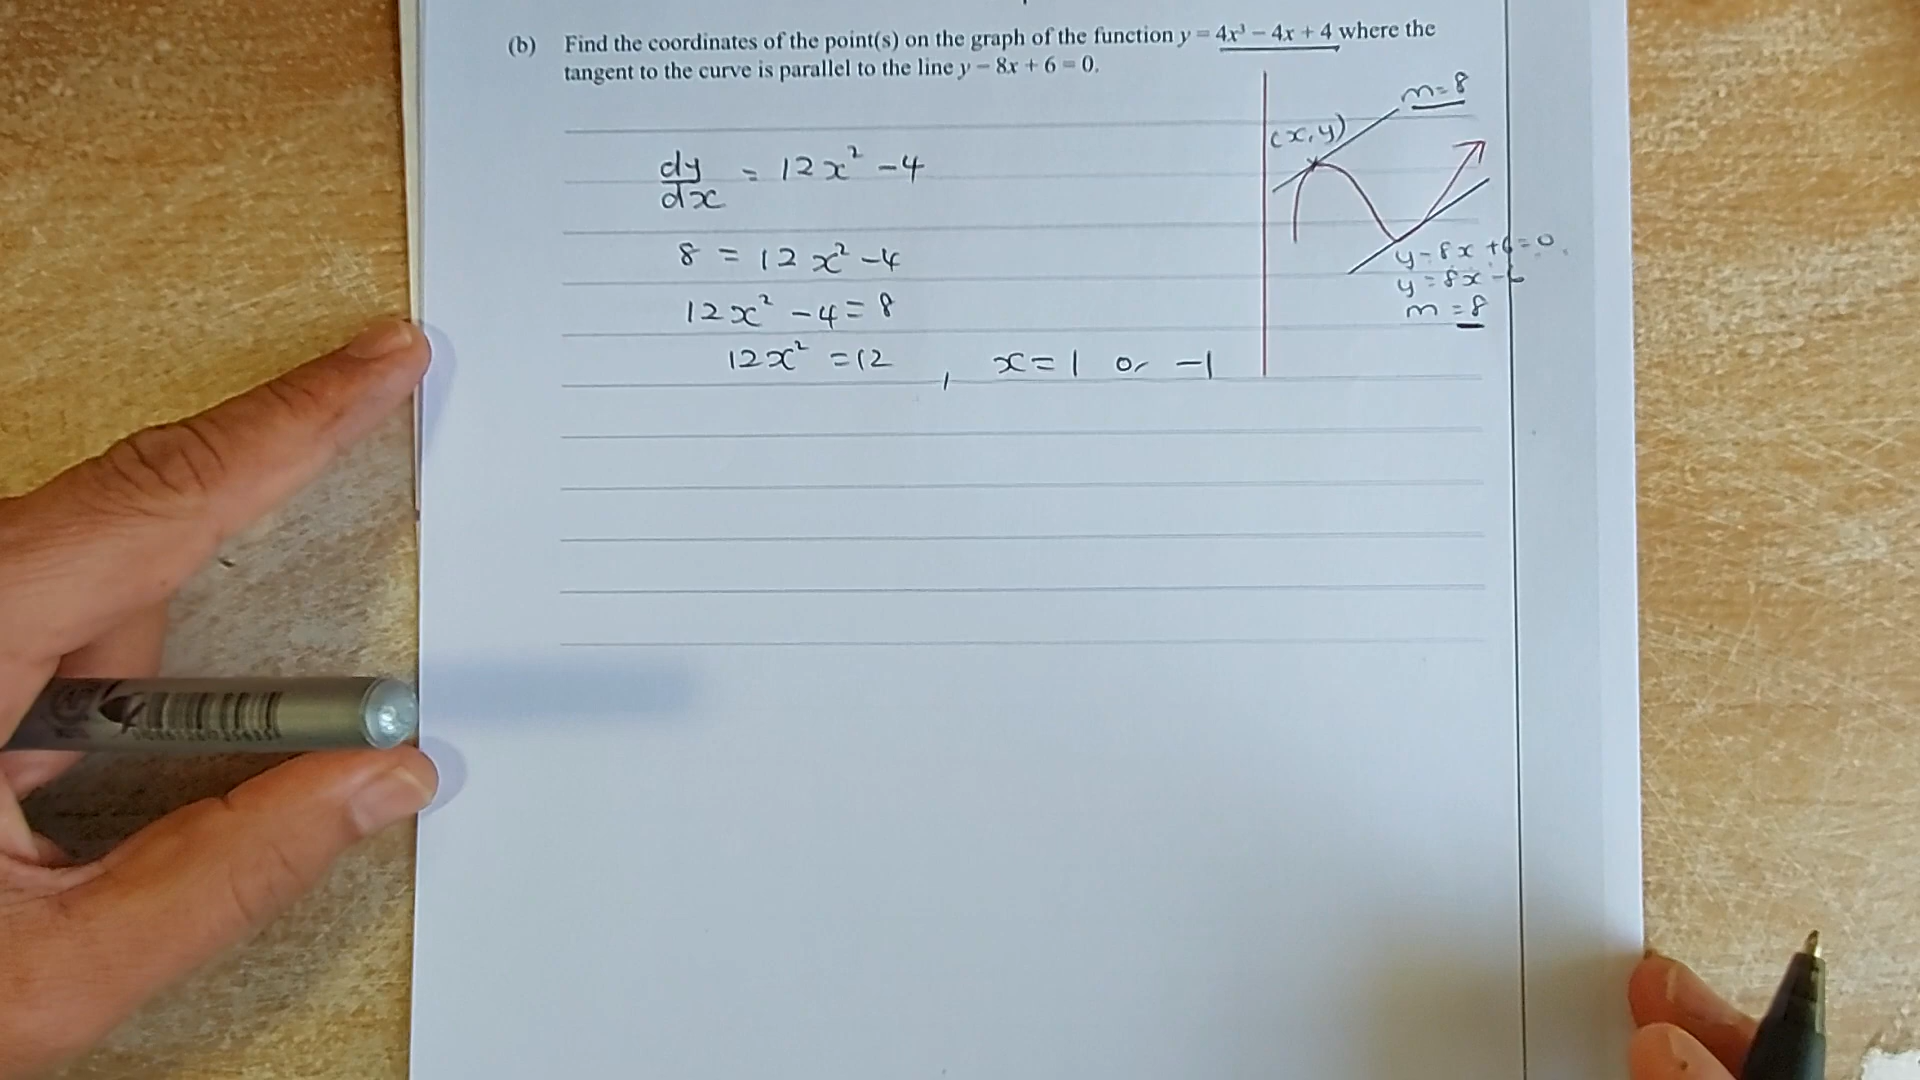 (b) Find the coordinates of the point(s) on the graph of the function y = 4x³ − 4x + 4 where the
tangent to the curve is parallel to the line y − 8x + 6 = 0.
m=8
(x,y)
dy/dx = 12x² −4
8 = 12x² −4
y−8x +6=0
y=8x−6
12x² −4= 8
m =8
12x² =12 , x=1 or −1